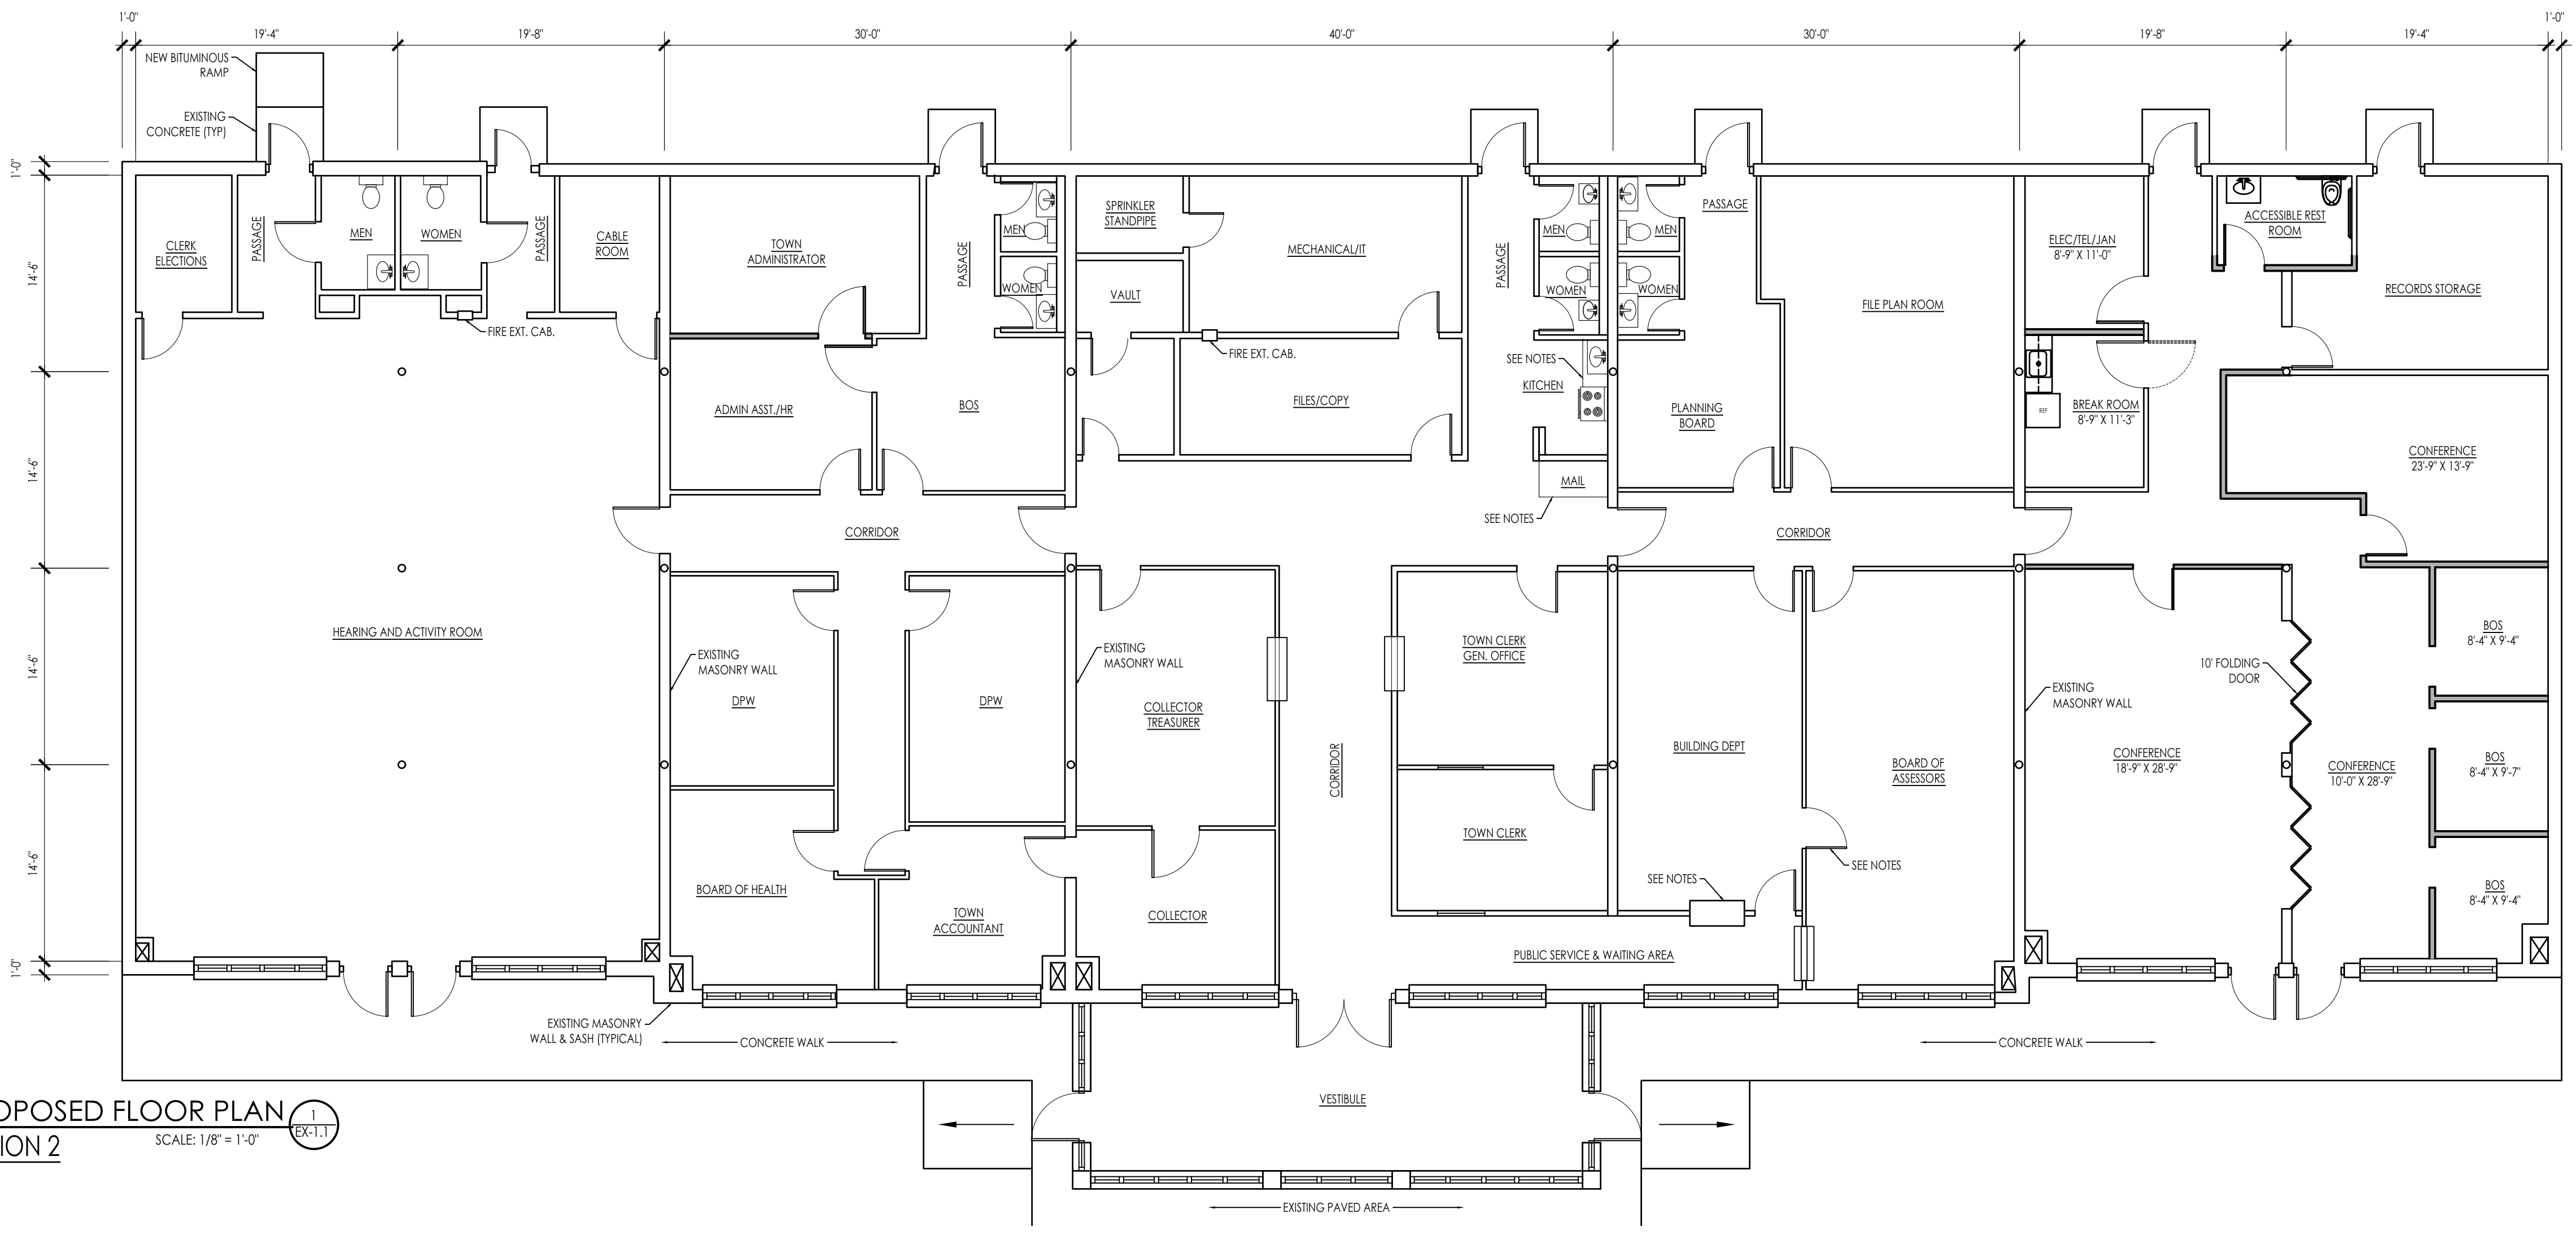 1'-0"
1'-0"
19'-4"
19'-8"
30'-0"
40'-0"
30'-0"
19'-8"
19'-4"
NEW BITUMINOUS
RAMP
EXISTING
CONCRETE (TYP)
1'-0"
14'-6"
14'-6"
14'-6"
14'-6"
1'-0"
CLERK
ELECTIONS
PASSAGE
MEN
WOMEN
PASSAGE
CABLE
ROOM
FIRE EXT. CAB.
TOWN
ADMINISTRATOR
PASSAGE
MEN
WOMEN
SPRINKLER
STANDPIPE
MECHANICAL/IT
VAULT
FIRE EXT. CAB.
PASSAGE
MEN
WOMEN
MEN
WOMEN
PASSAGE
FILE PLAN ROOM
ELEC/TEL/JAN
8'-9" X 11'-0"
ACCESSIBLE REST
ROOM
RECORDS STORAGE
ADMIN ASST./HR
BOS
FILES/COPY
SEE NOTES
KITCHEN
MAIL
SEE NOTES
PLANNING
BOARD
REF
BREAK ROOM
8'-9" X 11'-3"
CONFERENCE
23'-9" X 13'-9"
CORRIDOR
CORRIDOR
HEARING AND ACTIVITY ROOM
EXISTING
MASONRY WALL
DPW
DPW
EXISTING
MASONRY WALL
COLLECTOR
TREASURER
CORRIDOR
TOWN CLERK
GEN. OFFICE
TOWN CLERK
BUILDING DEPT
BOARD OF
ASSESSORS
SEE NOTES
SEE NOTES
EXISTING
MASONRY WALL
CONFERENCE
18'-9" X 28'-9"
10' FOLDING
DOOR
CONFERENCE
10'-0" X 28'-9"
BOS
8'-4" X 9'-4"
BOS
8'-4" X 9'-7"
BOS
8'-4" X 9'-4"
BOARD OF HEALTH
TOWN
ACCOUNTANT
COLLECTOR
PUBLIC SERVICE & WAITING AREA
EXISTING MASONRY
WALL & SASH (TYPICAL)
CONCRETE WALK
CONCRETE WALK
VESTIBULE
EXISTING PAVED AREA
OPOSED FLOOR PLAN
1
EX-1.1
SCALE: 1/8" = 1'-0"
ION 2